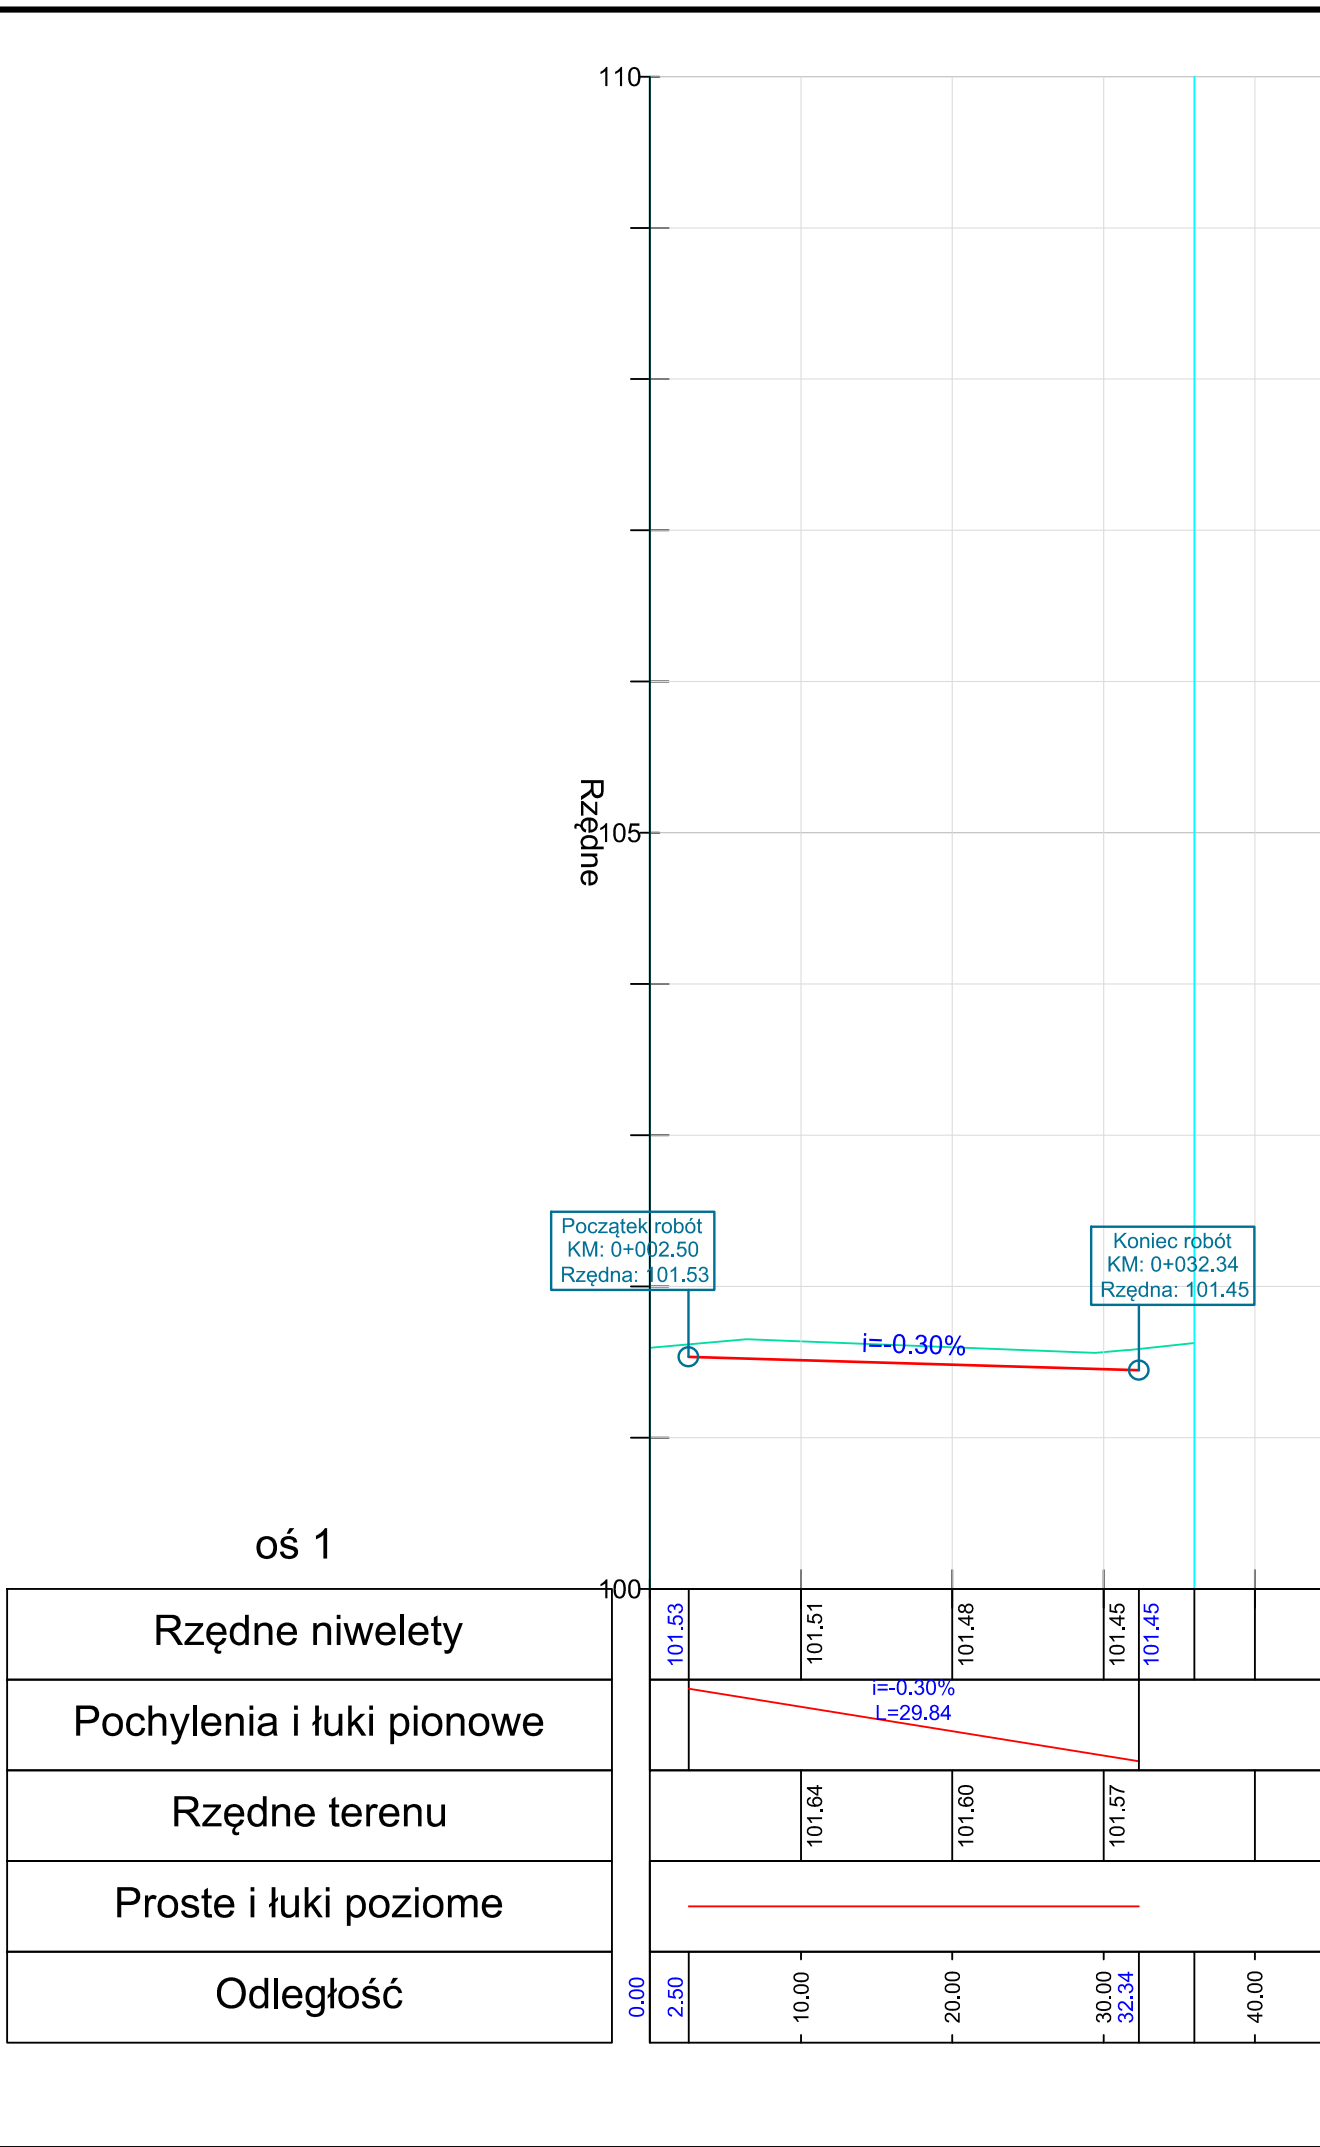 110
Rzędne
105
Początek robót
KM: 0+002.50
Rzędna: 101.53
Koniec robót
KM: 0+032.34
Rzędna: 101.45
i=-0.30%
oś 1
100
Rzędne niwelety
101.53
101.51
101.48
101.45
101.45
Pochylenia i łuki pionowe
i=-0.30%
L=29.84
Rzędne terenu
101.64
101.60
101.57
Proste i łuki poziome
Odległość
0.00
2.50
10.00
20.00
30.00
32.34
40.00